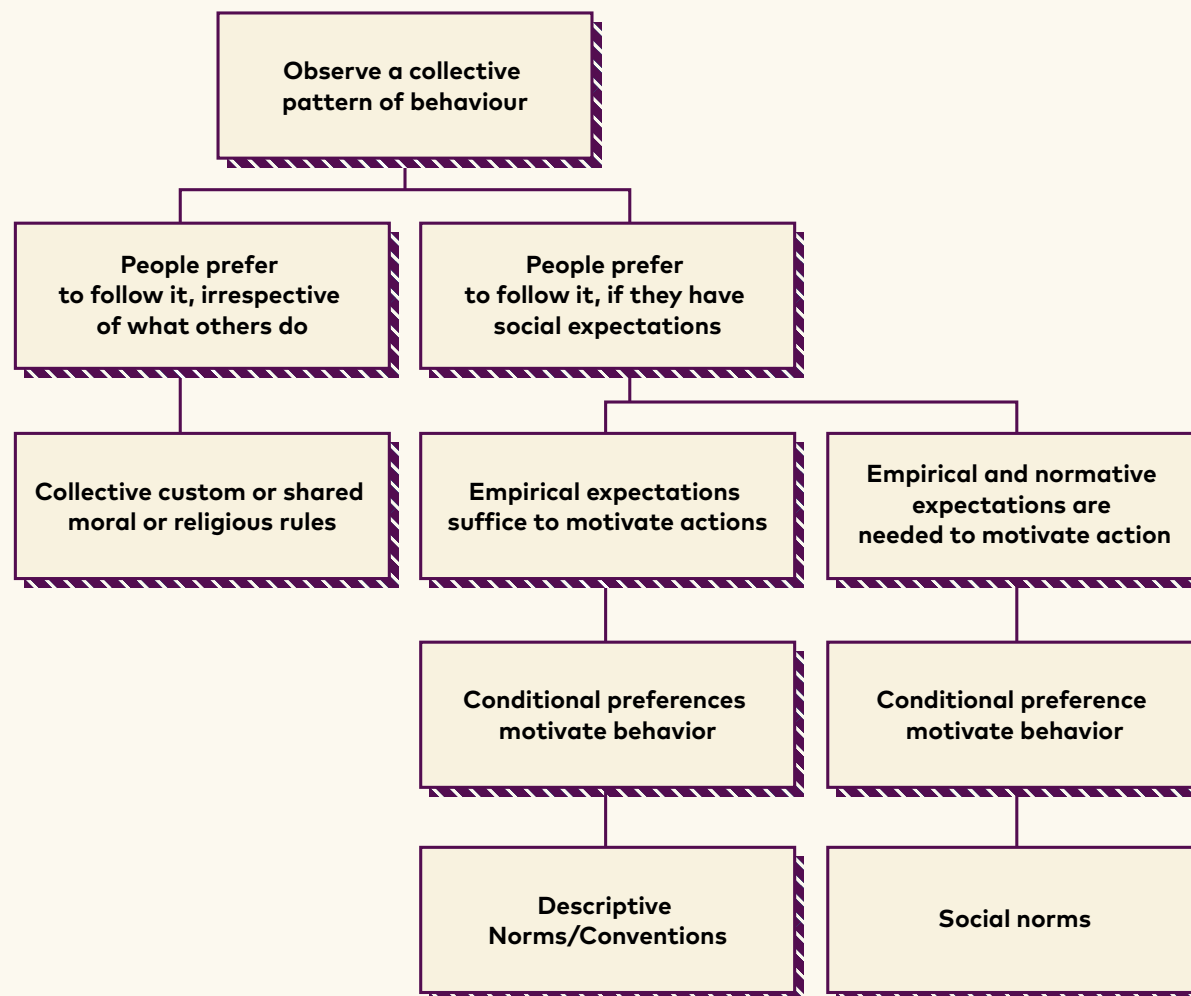 Observe a collective
pattern of behaviour
People prefer
to follow it, irrespective
of what others do
People prefer
to follow it, if they have
social expectations
Collective custom or shared
moral or religious rules
Empirical expectations
suffice to motivate actions
Empirical and normative
expectations are
needed to motivate action
Conditional preferences
motivate behavior
Conditional preference
motivate behavior
Descriptive
Norms/Conventions
Social norms